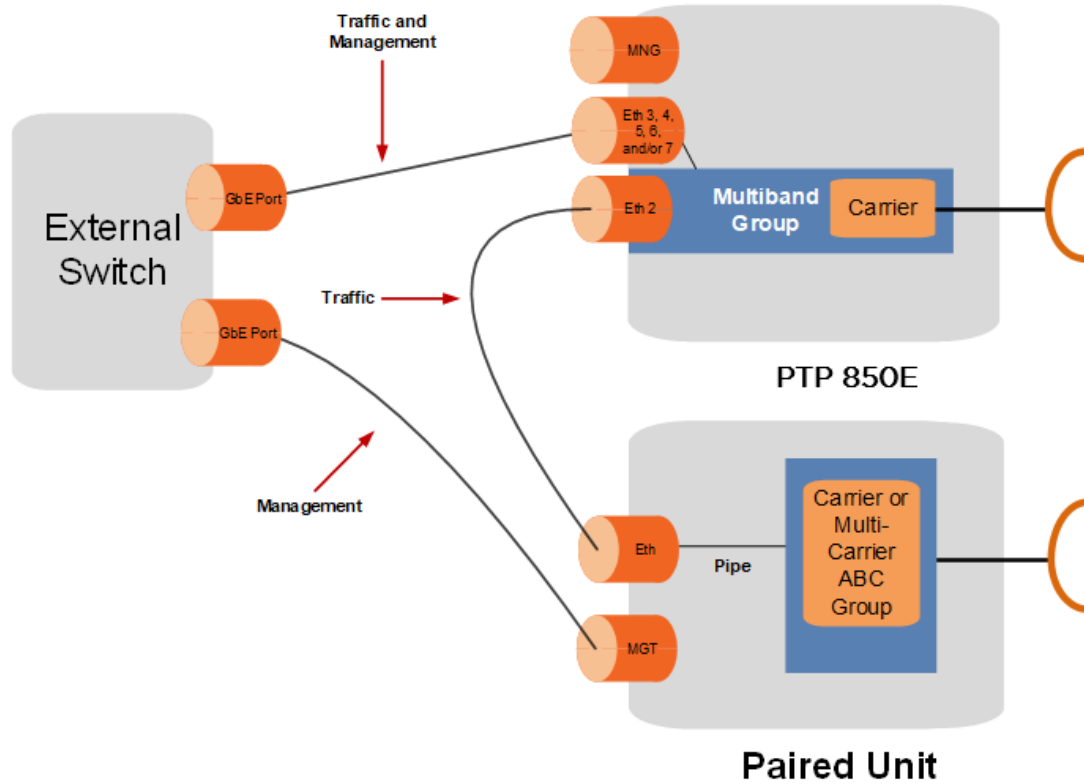 Traffic and
Management
MNG
Eth 3, 4,
5, 6,
and/or 7
GbE Port
Eth 2
Multiband
Group
Carrier
External
Switch
Traffic
GbE Port
PTP 850E
Management
Carrier or
Multi-
Carrier
ABC
Group
Eth
Pipe
MGT
Paired Unit